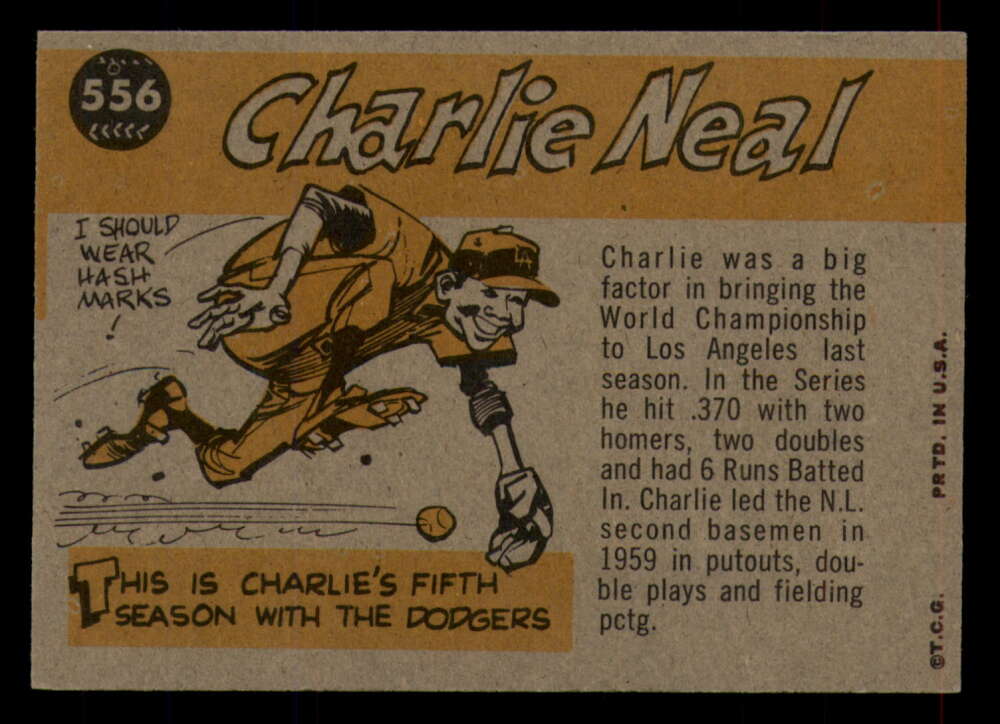 556
Charlie Neal
I SHOULD
WEAR
HASH
MARKS
!
LA
Charlie was a big
factor in bringing the
World Championship
to Los Angeles last
season. In the Series
he hit .370 with two
homers, two doubles
and had 6 Runs Batted
In. Charlie led the N.L.
second basemen in
1959 in putouts, dou-
ble plays and fielding
pctg.
THIS IS CHARLIE'S FIFTH
SEASON WITH THE DODGERS
©T.C.G. PRTD. IN U.S.A.